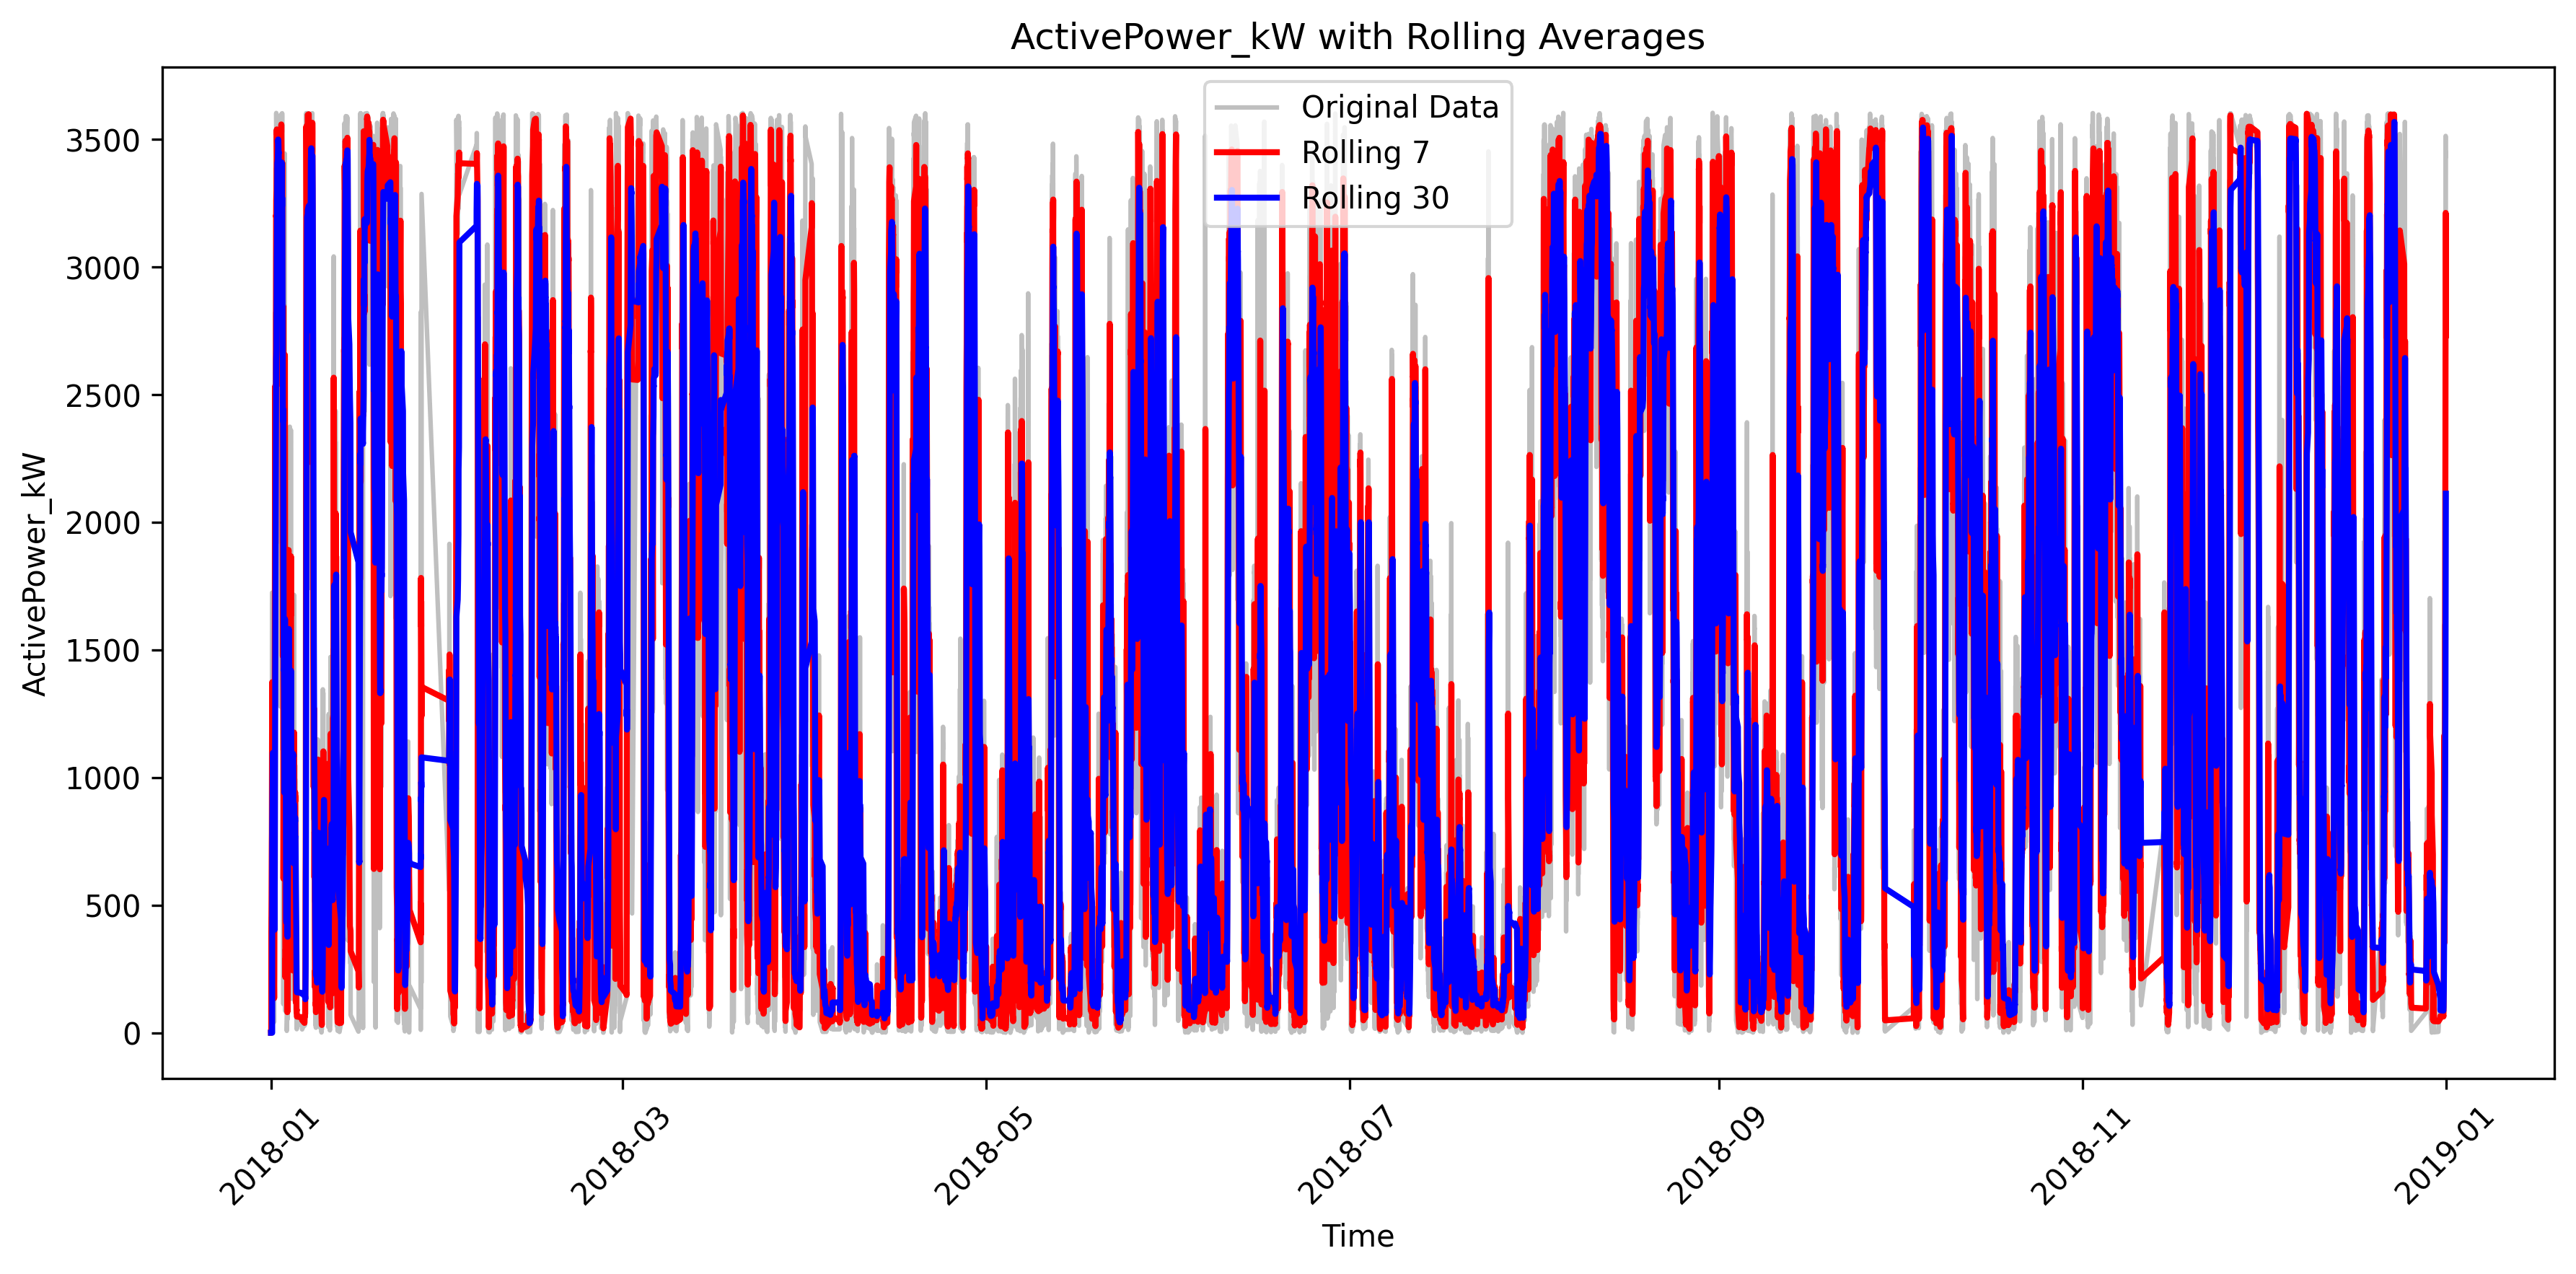 ActivePower_kW with Rolling Averages
Original Data
Rolling 7
Rolling 30
ActivePower_kW
3500
3000
2500
2000
1500
1000
500
0
2018-01
2018-03
2018-05
2018-07
2018-09
2018-11
2019-01
Time